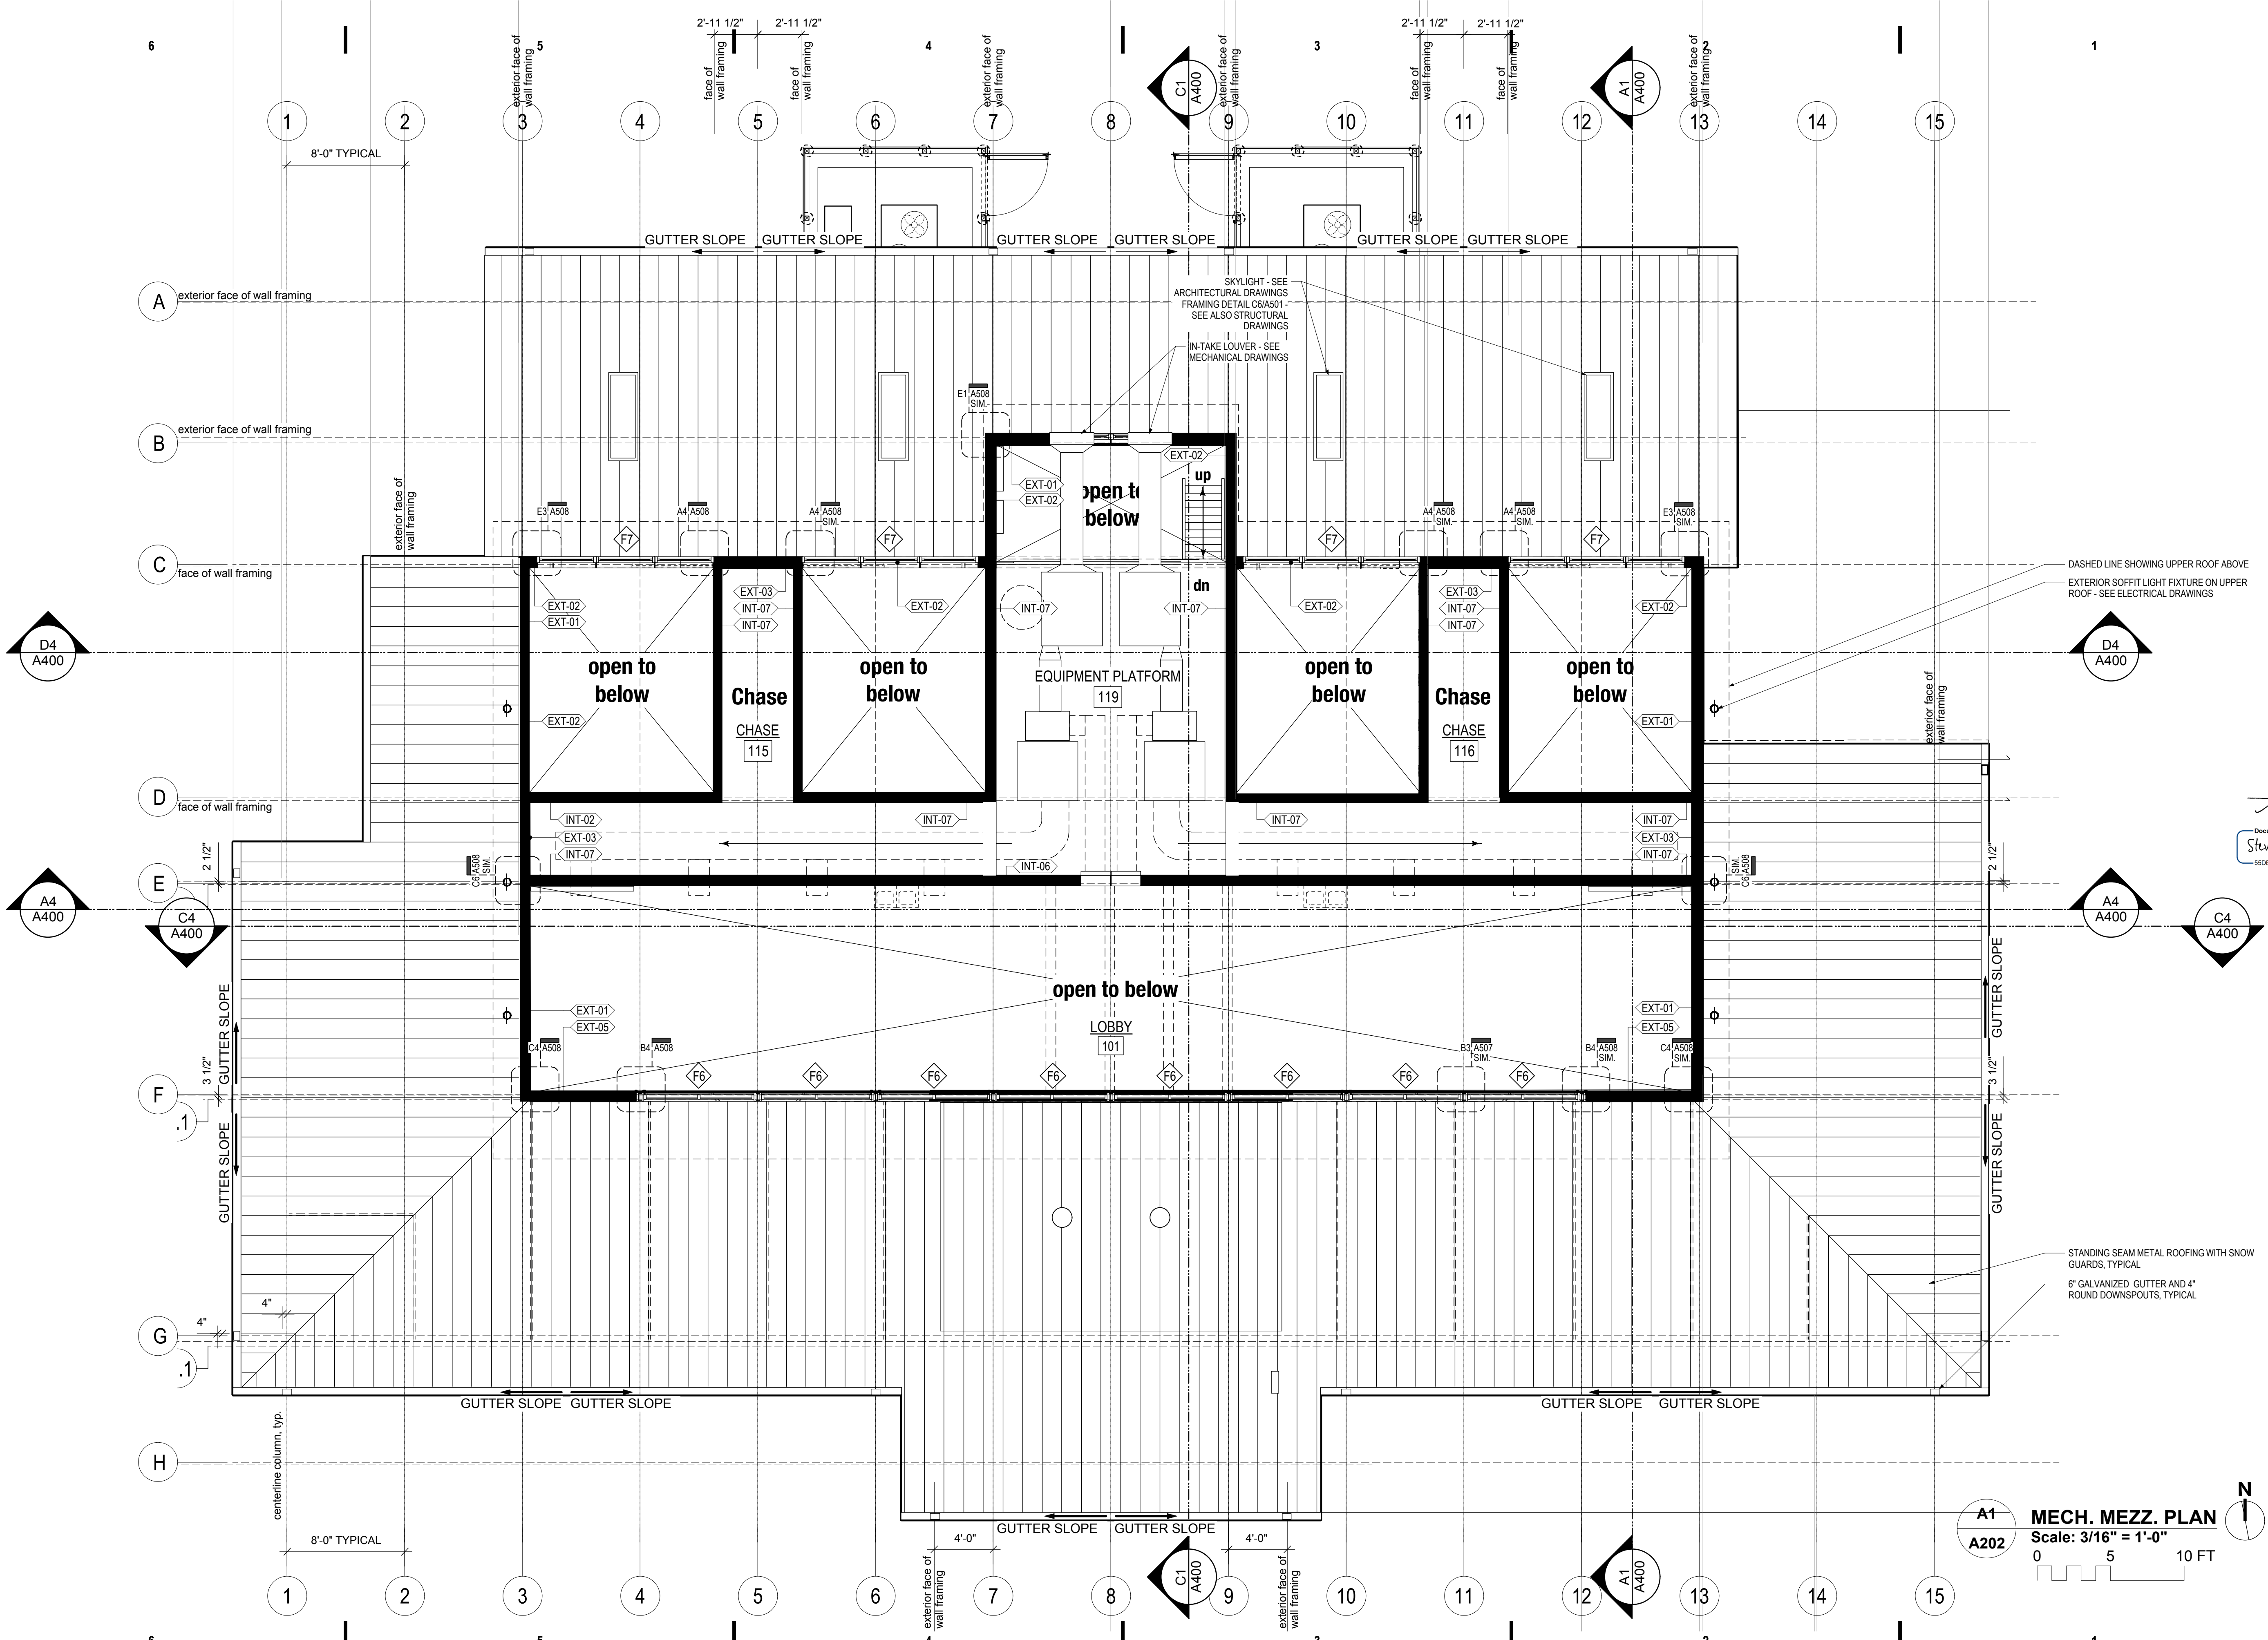 2'-11 1/2" 2'-11 1/2" 2'-11 1/2" 2'-11 1/2"
6 5 4 3 2 1
exterior face of
wall framing
face of
wall framing
face of
wall framing
exterior face of
wall framing
C1
A400
exterior face of
wall framing
face of
wall framing
face of
wall framing
A1
A400
exterior face of
wall framing
1 2 3 4 5 6 7 8 9 10 11 12 13 14 15
8'-0" TYPICAL
GUTTER SLOPE GUTTER SLOPE GUTTER SLOPE GUTTER SLOPE GUTTER SLOPE GUTTER SLOPE
A exterior face of wall framing
SKYLIGHT - SEE
ARCHITECTURAL DRAWINGS
FRAMING DETAIL C6/A501 -
SEE ALSO STRUCTURAL
DRAWINGS
IN-TAKE LOUVER - SEE
MECHANICAL DRAWINGS
E1 A508
SIM.
B exterior face of wall framing
EXT-02
up
EXT-01
EXT-02
open to
below
exterior face of
wall framing
E3 A508
A4 A508
A4 A508
SIM.
A4 A508
SIM.
A4 A508
SIM.
E3 A508
SIM.
F7 F7 F7 F7
C
face of wall framing
DASHED LINE SHOWING UPPER ROOF ABOVE
EXTERIOR SOFFIT LIGHT FIXTURE ON UPPER
ROOF - SEE ELECTRICAL DRAWINGS
dn
EXT-02
EXT-01
EXT-03
INT-07
INT-07
EXT-02
INT-07
INT-07
EXT-02
EXT-03
INT-07
INT-07
EXT-02
D4
A400
D4
A400
open to
below
open to
below
open to
below
open to
below
EQUIPMENT PLATFORM
119
Chase
Chase
EXT-02
CHASE
115
CHASE
116
EXT-01
exterior face of
wall framing
D
face of wall framing
INT-02
EXT-03
INT-07
INT-07
INT-06
INT-07
INT-07
EXT-03
INT-07
2 1/2"
C6 A508
SIM.
SIM.
C6 A508
2 1/2"
E
A4
A400
C4
A400
A4
A400
C4
A400
open to below
LOBBY
101
EXT-01
EXT-05
EXT-01
EXT-05
GUTTER SLOPE
GUTTER SLOPE
C4 A508
B4 A508
B3 A507
SIM.
B4 A508
SIM.
C4 A508
SIM.
F6 F6 F6 F6 F6 F6 F6 F6
3 1/2"
3 1/2"
F
.1
GUTTER SLOPE
GUTTER SLOPE
STANDING SEAM METAL ROOFING WITH SNOW
GUARDS, TYPICAL
6" GALVANIZED GUTTER AND 4"
ROUND DOWNSPOUTS, TYPICAL
4"
4"
G
.1
GUTTER SLOPE GUTTER SLOPE GUTTER SLOPE GUTTER SLOPE
centerline column, typ.
H
GUTTER SLOPE GUTTER SLOPE
8'-0" TYPICAL
4'-0" 4'-0"
exterior face of
wall framing
C1
A400
exterior face of
wall framing
A1
A400
1 2 3 4 5 6 7 8 9 10 11 12 13 14 15
A1
A202
MECH. MEZZ. PLAN
Scale: 3/16" = 1'-0"
0 5 10 FT
N